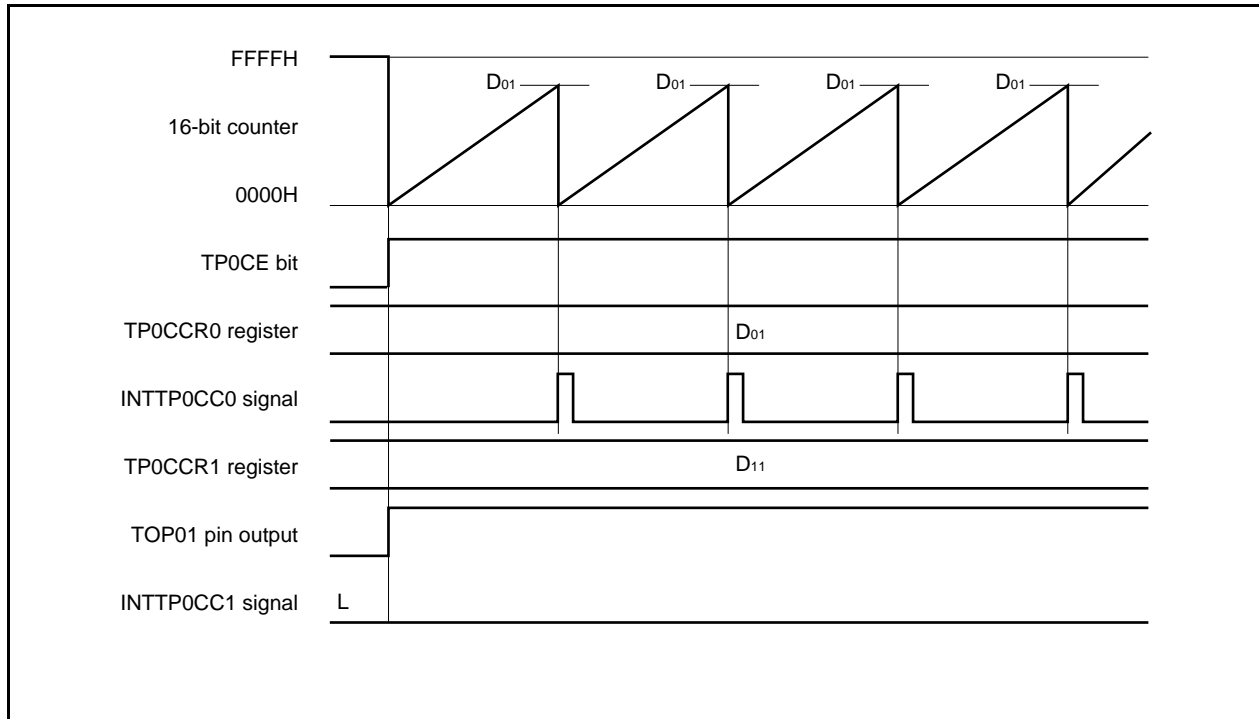 FFFFH
D01 D01 D01 D01
16-bit counter
0000H
TP0CE bit
TP0CCR0 register
D01
INTTP0CC0 signal
TP0CCR1 register
D11
TOP01 pin output
INTTP0CC1 signal
L